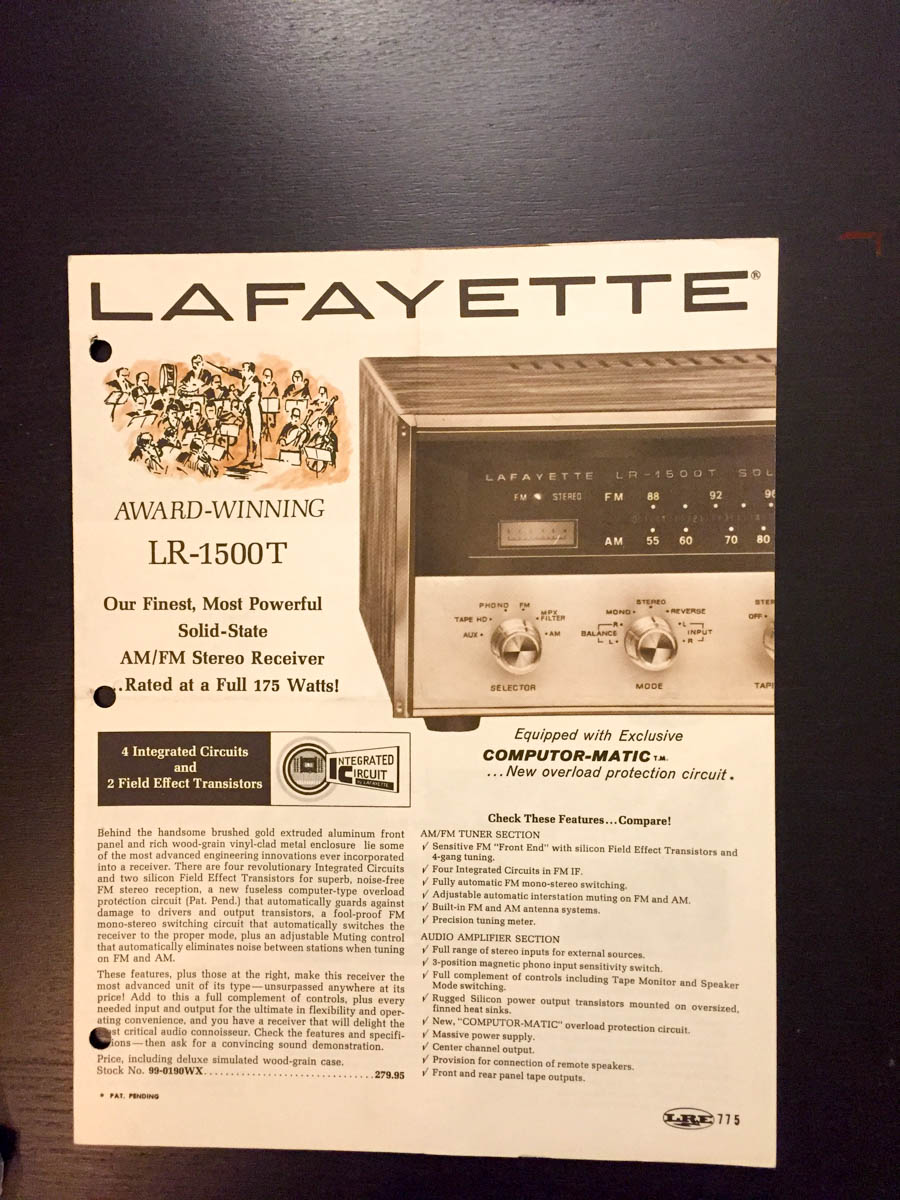 LAFAYETTE®
AWARD-WINNING
LR-1500T
Our Finest, Most Powerful
Solid-State
AM/FM Stereo Receiver
..Rated at a Full 175 Watts!
LAFAYETTE LR-1500T SOL
FM STEREO FM 88 92 96
AM 55 60 70 80
PHONO FM
TAPE HD MPX FILTER
AUX AM
SELECTOR
STEREO
MONO REVERSE
R L
BALANCE INPUT
L R
MODE
STER
OFF
TAP
4 Integrated Circuits
and
2 Field Effect Transistors
INTEGRATED
CIRCUIT
BY LAFAYETTE
Equipped with Exclusive
COMPUTOR-MATIC T.M.
...New overload protection circuit.
Behind the handsome brushed gold extruded aluminum front
panel and rich wood-grain vinyl-clad metal enclosure lie some
of the most advanced engineering innovations ever incorporated
into a receiver. There are four revolutionary Integrated Circuits
and two silicon Field Effect Transistors for superb, noise-free
FM stereo reception, a new fuseless computer-type overload
protection circuit (Pat. Pend.) that automatically guards against
damage to drivers and output transistors, a fool-proof FM
mono-stereo switching circuit that automatically switches the
receiver to the proper mode, plus an adjustable Muting control
that automatically eliminates noise between stations when tuning
on FM and AM.
These features, plus those at the right, make this receiver the
most advanced unit of its type—unsurpassed anywhere at its
price! Add to this a full complement of controls, plus every
needed input and output for the ultimate in flexibility and oper-
ating convenience, and you have a receiver that will delight the
st critical audio connoisseur. Check the features and specifi-
ions—then ask for a convincing sound demonstration.
Price, including deluxe simulated wood-grain case.
Stock No. 99-0190WX..............................279.95
* PAT. PENDING
Check These Features...Compare!
AM/FM TUNER SECTION
√ Sensitive FM "Front End" with silicon Field Effect Transistors and
4-gang tuning.
√ Four Integrated Circuits in FM IF.
√ Fully automatic FM mono-stereo switching.
√ Adjustable automatic interstation muting on FM and AM.
√ Built-in FM and AM antenna systems.
√ Precision tuning meter.
AUDIO AMPLIFIER SECTION
√ Full range of stereo inputs for external sources.
√ 3-position magnetic phono input sensitivity switch.
√ Full complement of controls including Tape Monitor and Speaker
Mode switching.
√ Rugged Silicon power output transistors mounted on oversized,
finned heat sinks.
√ New, "COMPUTOR-MATIC" overload protection circuit.
√ Massive power supply.
√ Center channel output.
√ Provision for connection of remote speakers.
√ Front and rear panel tape outputs.
LRE 775